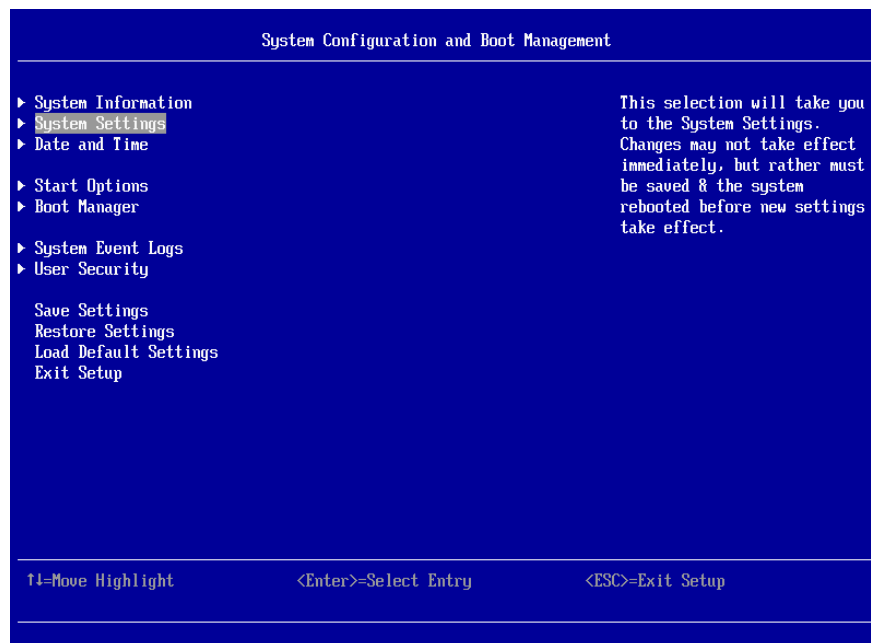 System Configuration and Boot Management
▶ System Information
▶ System Settings
▶ Date and Time
▶ Start Options
▶ Boot Manager
▶ System Event Logs
▶ User Security
Save Settings
Restore Settings
Load Default Settings
Exit Setup
This selection will take you
to the System Settings.
Changes may not take effect
immediately, but rather must
be saved & the system
rebooted before new settings
take effect.
↑↓=Move Highlight <Enter>=Select Entry <ESC>=Exit Setup